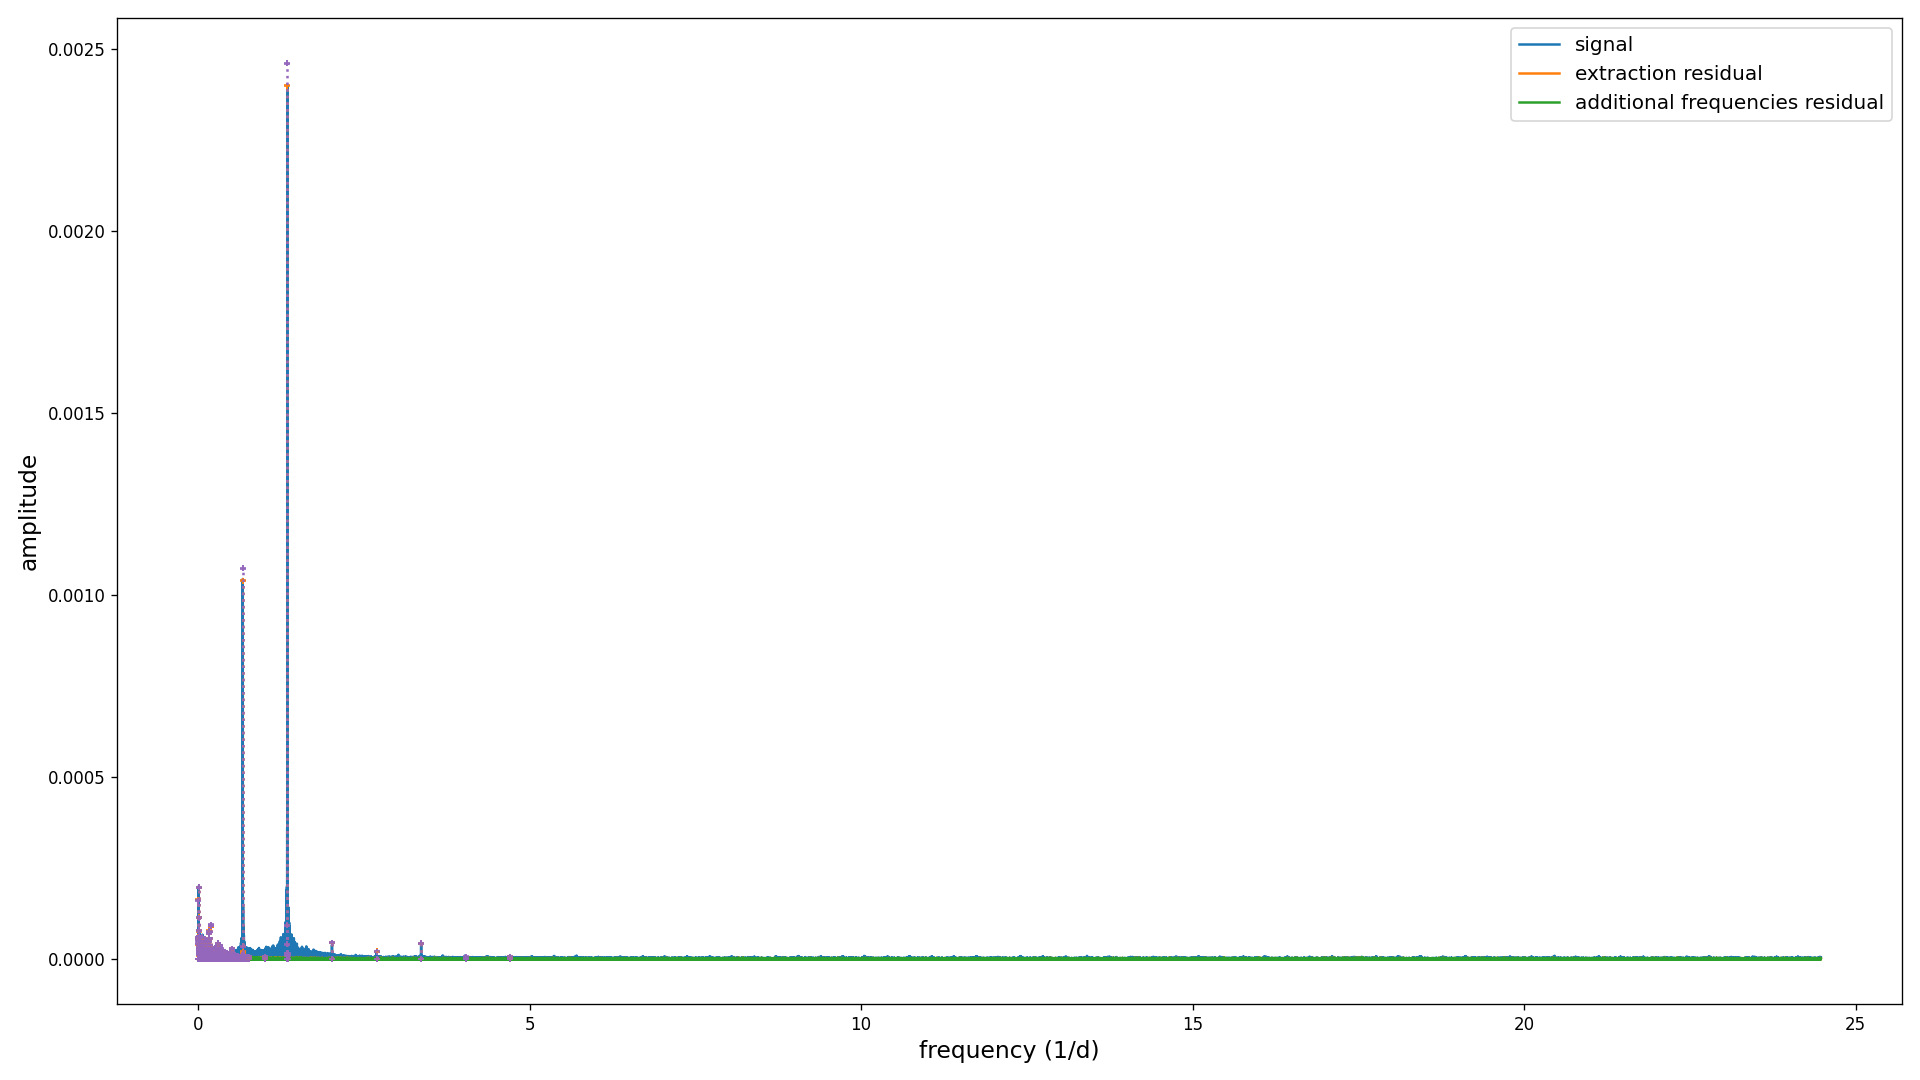 signal
extraction residual
additional frequencies residual
0.0025
0.0020
0.0015
0.0010
0.0005
0.0000
amplitude
0 5 10 15 20 25
frequency (1/d)